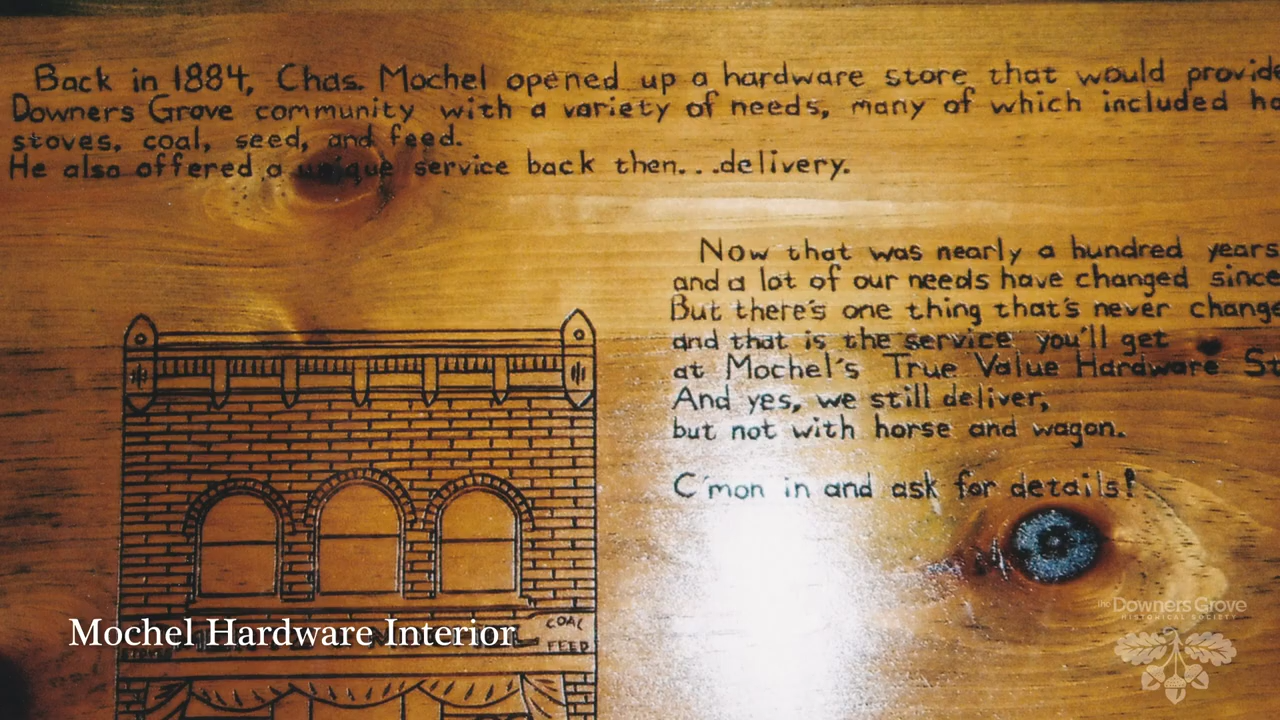 Back in 1884, Chas. Mochel opened up a hardware store that would provide
Downers Grove community with a variety of needs, many of which included
stoves, coal, seed, and feed.
He also offered a unique service back then...delivery.
Now that was nearly a hundred years
and a lot of our needs have changed since
But there's one thing that's never
and that is the service you'll get
at Mochel's True Value Hardware
And yes, we still deliver,
but not with horse and wagon.
C'mon in and ask for details!
COAL
FEED
Mochel Hardware Interior
the Downers Grove
HISTORICAL SOCIETY